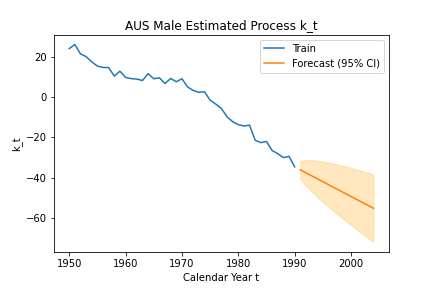 AUS Male Estimated Process k_t
Train
Forecast (95% CI)
k_t
20
0
−20
−40
−60
1950
1960
1970
1980
1990
2000
Calendar Year t